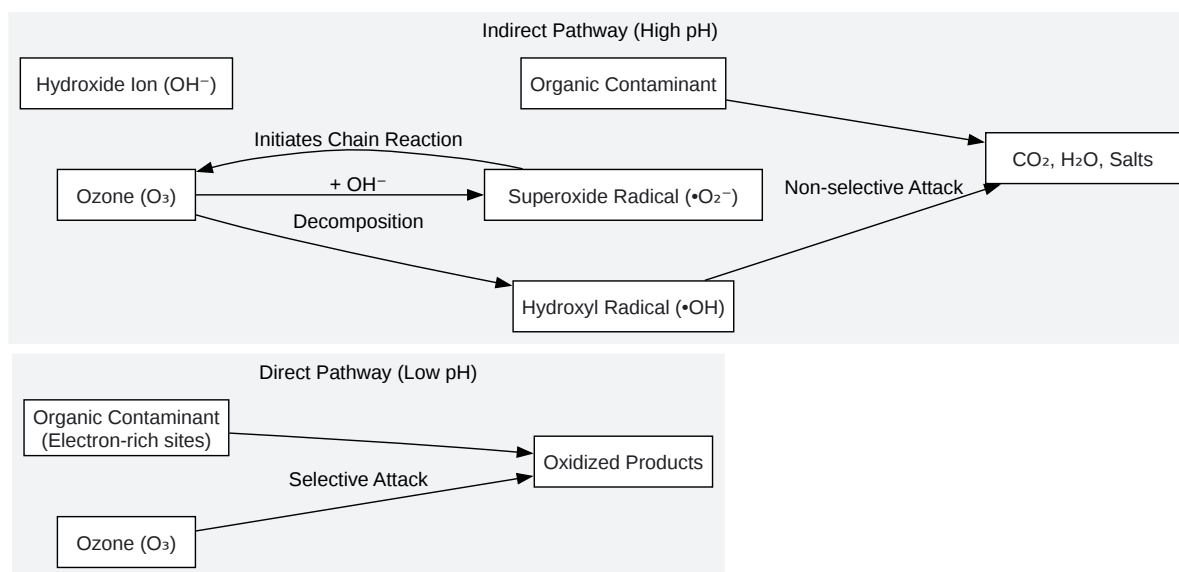 Indirect Pathway (High pH)
Hydroxide Ion (OH⁻)
Organic Contaminant
Initiates Chain Reaction
CO₂, H₂O, Salts
Ozone (O₃)
+ OH⁻
Superoxide Radical (•O₂⁻)
Non-selective Attack
Decomposition
Hydroxyl Radical (•OH)
Direct Pathway (Low pH)
Organic Contaminant
(Electron-rich sites)
Oxidized Products
Selective Attack
Ozone (O₃)